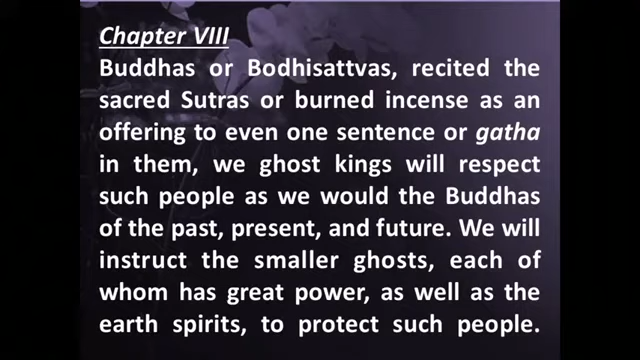 Chapter VIII
Buddhas or Bodhisattvas, recited the
sacred Sutras or burned incense as an
offering to even one sentence or gatha
in them, we ghost kings will respect
such people as we would the Buddhas
of the past, present, and future. We will
instruct the smaller ghosts, each of
whom has great power, as well as the
earth spirits, to protect such people.